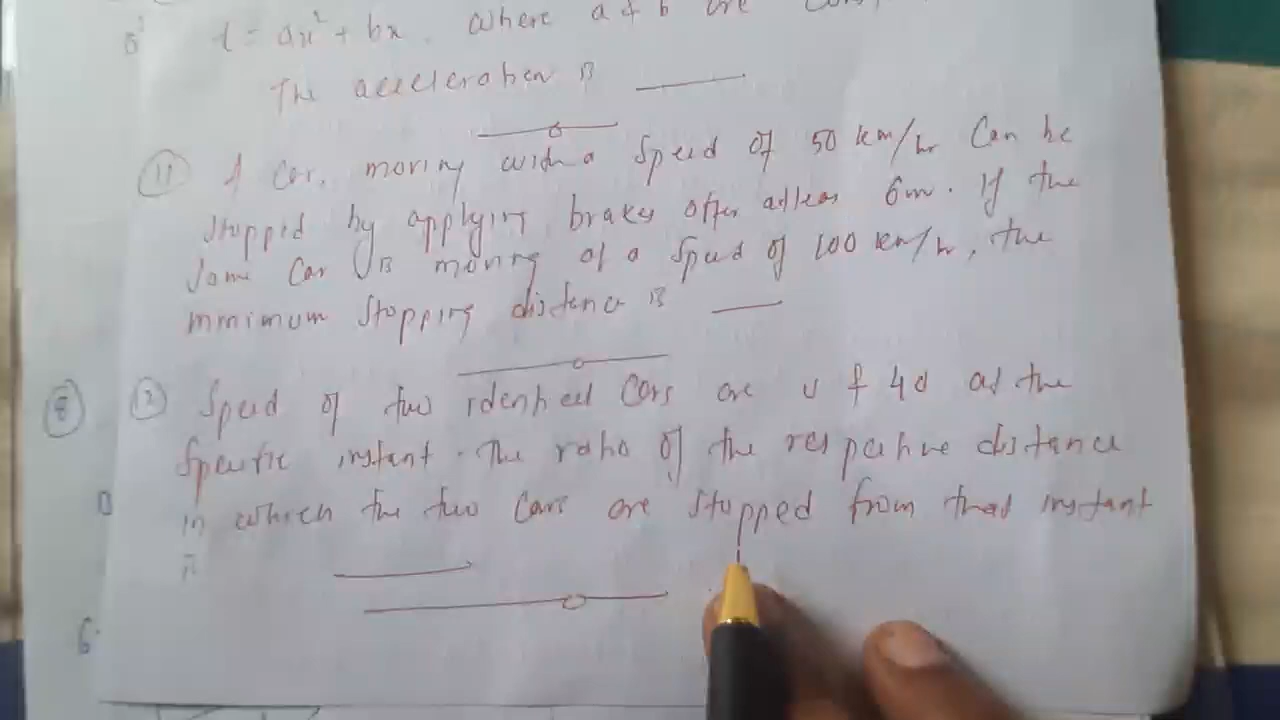 t = ax² + bx. Where a & b are
The acceleration is
(11) A car, moving with a speed of 50 km/hr can be
stopped by applying brakes after atleas 6m. If the
same car is moving at a speed of 100 km/hr, the
minimum stopping distance is
(8) (12) Speed of two identical Cars are u & 4u at the
Specific instant. The ratio of the respective distance
in which the two cars are stopped from that instant
is
6.